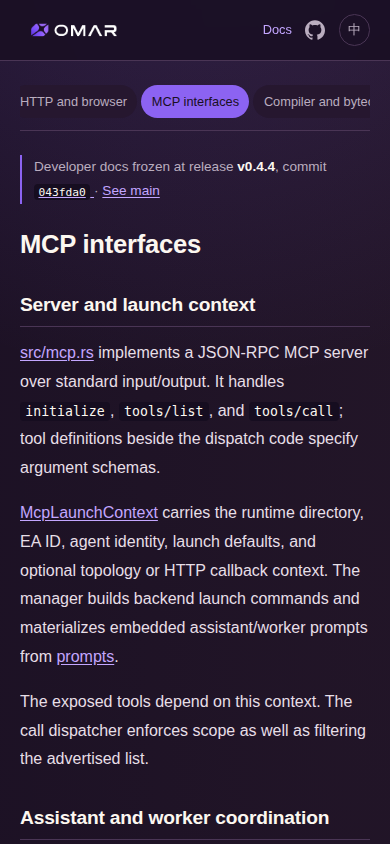 OMAR
Docs
中
HTTP and browser
MCP interfaces
Compiler and bytec
Developer docs frozen at release v0.4.4, commit
043fda0 · See main
MCP interfaces
Server and launch context
src/mcp.rs implements a JSON-RPC MCP server
over standard input/output. It handles
initialize, tools/list, and tools/call;
tool definitions beside the dispatch code specify
argument schemas.
McpLaunchContext carries the runtime directory,
EA ID, agent identity, launch defaults, and
optional topology or HTTP callback context. The
manager builds backend launch commands and
materializes embedded assistant/worker prompts
from prompts.
The exposed tools depend on this context. The
call dispatcher enforces scope as well as filtering
the advertised list.
Assistant and worker coordination